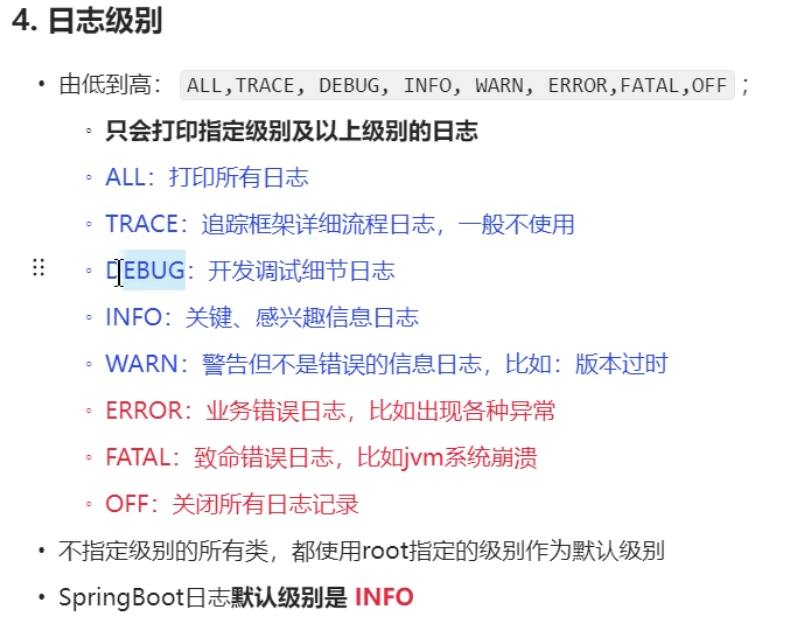 4. 日志级别
由低到高： ALL,TRACE, DEBUG, INFO, WARN, ERROR,FATAL,OFF ；
只会打印指定级别及以上级别的日志
ALL：打印所有日志
TRACE：追踪框架详细流程日志，一般不使用
DEBUG：开发调试细节日志
INFO：关键、感兴趣信息日志
WARN：警告但不是错误的信息日志，比如：版本过时
ERROR：业务错误日志，比如出现各种异常
FATAL：致命错误日志，比如jvm系统崩溃
OFF：关闭所有日志记录
不指定级别的所有类，都使用root指定的级别作为默认级别
SpringBoot日志默认级别是 INFO